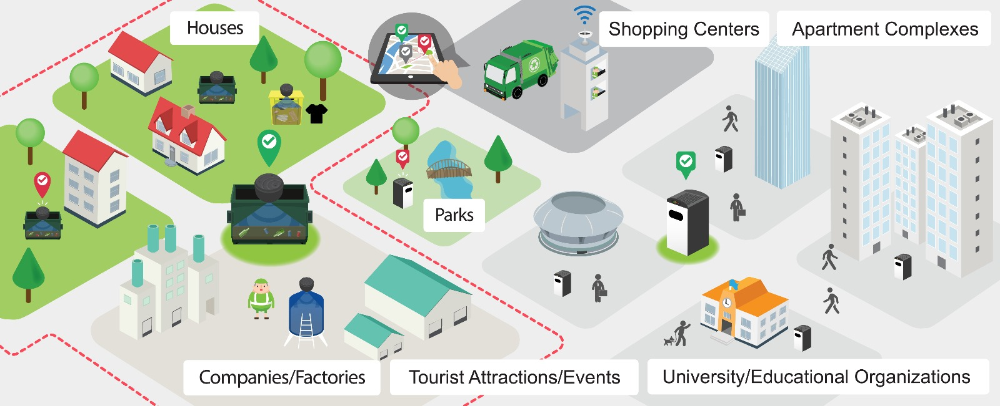 Houses
Shopping Centers
Apartment Complexes
Parks
Companies/Factories
Tourist Attractions/Events
University/Educational Organizations